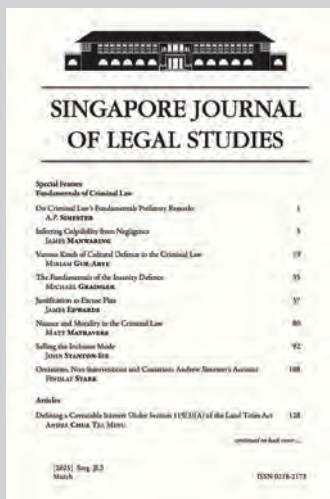 SINGAPORE JOURNAL
OF LEGAL STUDIES
Special Feature
Fundamentals of Criminal Law
On Criminal Law's Fundamentals: Prefatory Remarks 1
A.P. SIMESTER
Inferring Culpability from Negligence 3
JAMES MANWARING
Various Kinds of Cultural Defence in the Criminal Law 19
MIRIAM GUR-ARYE
The Fundamentals of the Insanity Defence 35
MICHAEL
Justification as Excuse Plus 57
JAMES EDWARDS
Nuance and Morality in the Criminal Law 80
MATT MATRAVERS
Selling the Inchoate Mode 92
JOHN STANTON-IFE
Omissions, Non-Interventions and Causation: Andrew Simester's Account 108
FINDLAY STARK
Articles
Defining a Caveatable Interest Under Section 115(3)(A) of the Land Titles Act 128
ANDRE CHUA
continued on back cover ...
[2025] Sing. JLS
March ISSN 0218-2173